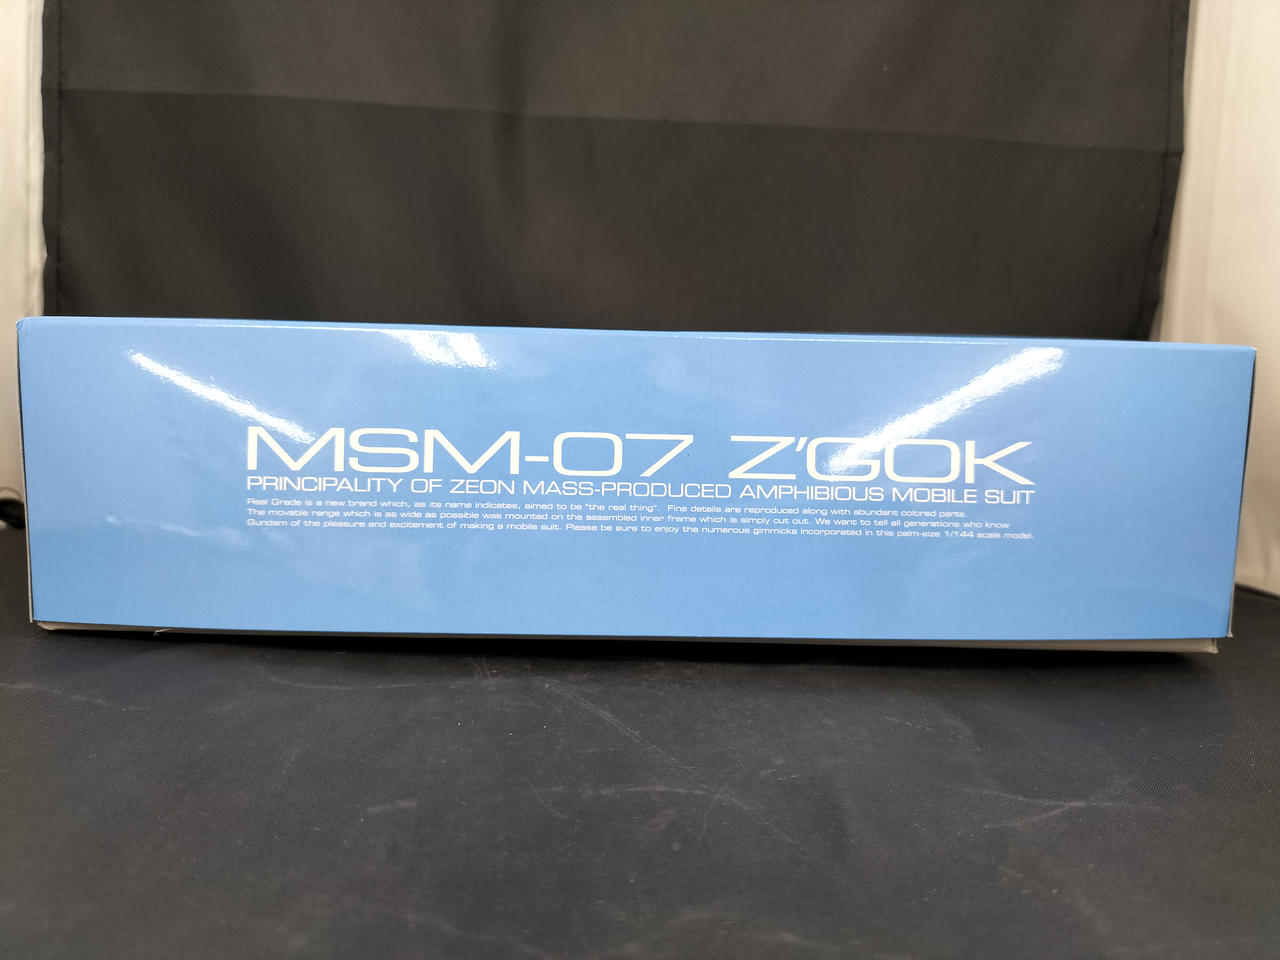 MSM-07 Z'GOK
PRINCIPALITY OF ZEON MASS-PRODUCED AMPHIBIOUS MOBILE SUIT
Real Grade is a new brand which, as its name indicates, aimed to be "the real thing". Fine details are reproduced along with abundant colored parts.
The movable range which is as wide as possible was mounted on the assembled inner frame which is simply cut out. We want to tell all generations who know
Gundam of the pleasure and excitement of making a mobile suit. Please be sure to enjoy the numerous gimmicks incorporated in this palm-size 1/144 scale model.